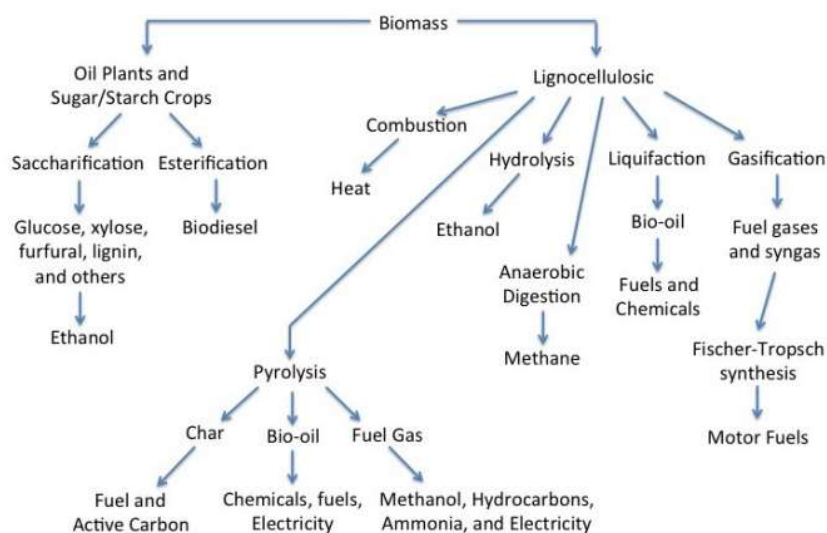 Biomass
Oil Plants and
Sugar/Starch Crops
Lignocellulosic
Combustion
Saccharification
Esterification
Hydrolysis
Liquifaction
Gasification
Heat
Glucose, xylose,
furfural, lignin,
and others
Biodiesel
Ethanol
Bio-oil
Fuel gases
and syngas
Anaerobic
Digestion
Fuels and
Chemicals
Ethanol
Methane
Fischer-Tropsch
synthesis
Pyrolysis
Char
Bio-oil
Fuel Gas
Motor Fuels
Fuel and
Active Carbon
Chemicals, fuels,
Electricity
Methanol, Hydrocarbons,
Ammonia, and Electricity